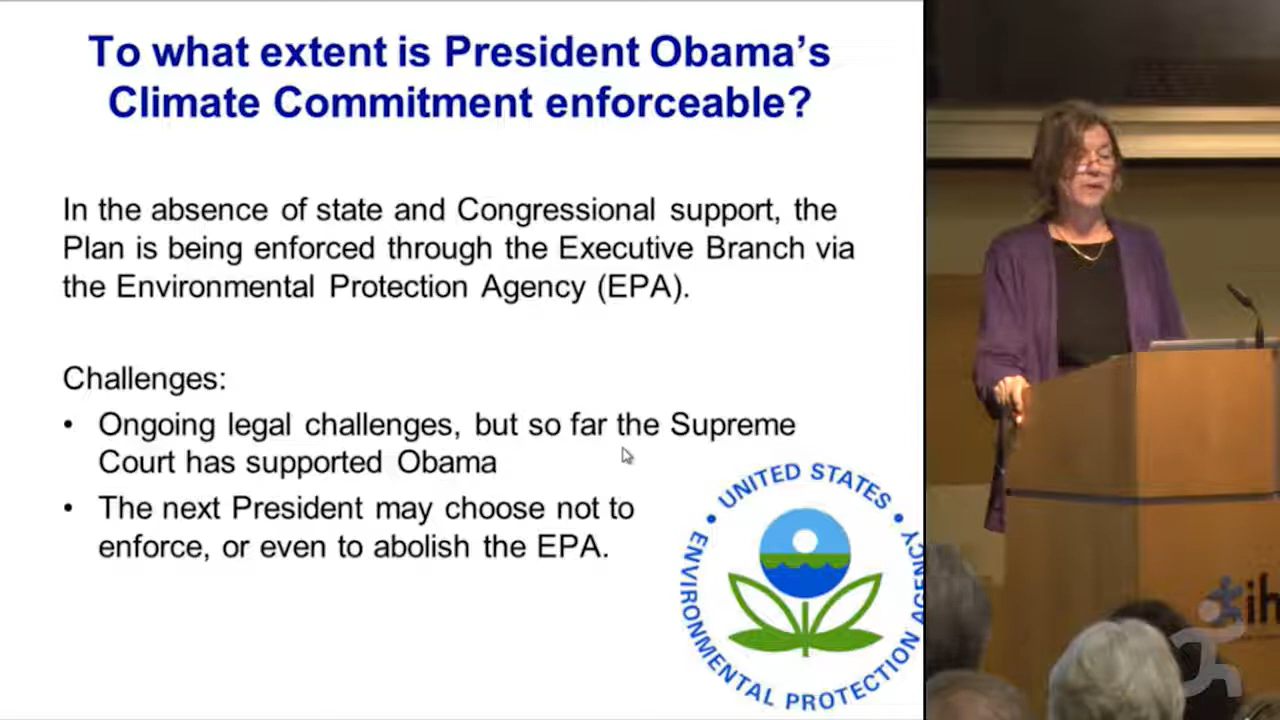 To what extent is President Obama's
Climate Commitment enforceable?
In the absence of state and Congressional support, the
Plan is being enforced through the Executive Branch via
the Environmental Protection Agency (EPA).
Challenges:
• Ongoing legal challenges, but so far the Supreme
Court has supported Obama
• The next President may choose not to
enforce, or even to abolish the EPA.
• UNITED STATES •
ENVIRONMENTAL PROTECTION AGENCY
ih